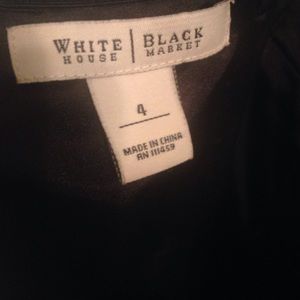 WHITE | BLACK
HOUSE | MARKET
4
MADE IN CHINA
RN 111459